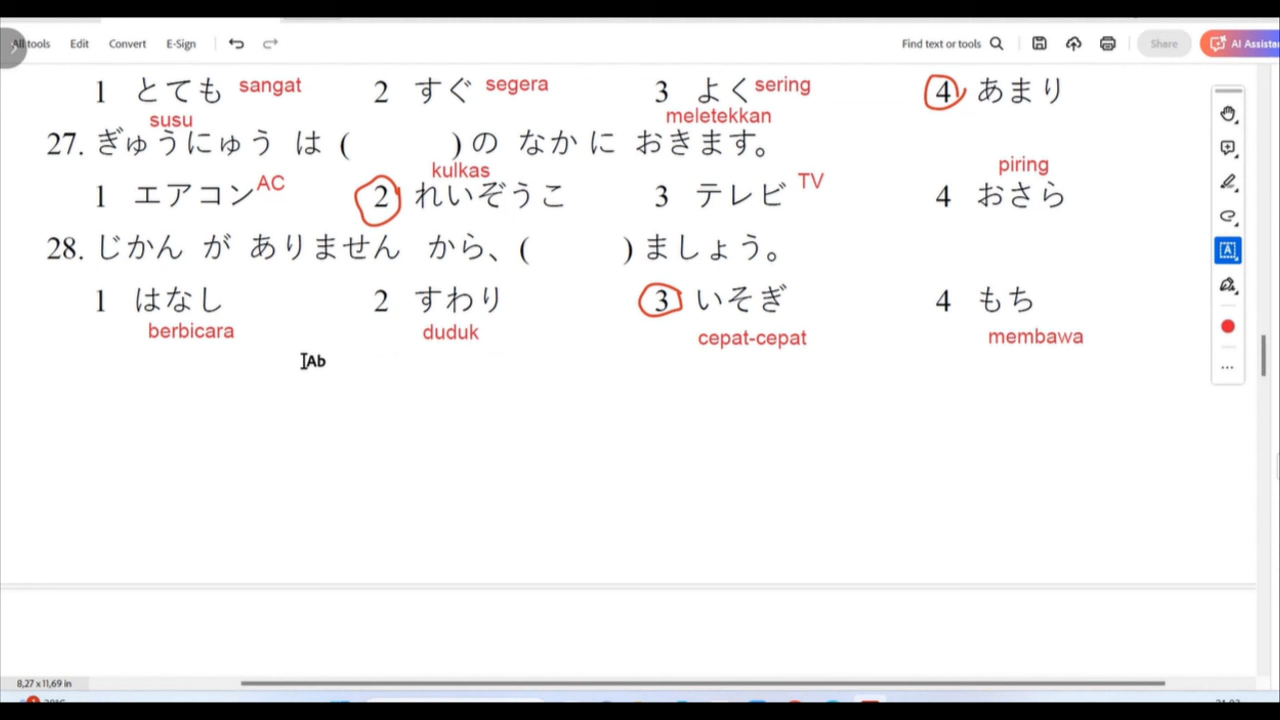 All tools Edit Convert E-Sign Find text or tools Share AI Assista
1 とても sangat 2 すぐ segera 3 よく sering 4 あまり
susu meletekkan
27. ぎゅうにゅう は ( )の なか に おきます。
kulkas piring
1 エアコン AC 2 れいぞうこ 3 テレビ TV 4 おさら
28. じかん が ありません から、( )ましょう。
1 はなし 2 すわり 3 いそぎ 4 もち
berbicara duduk cepat-cepat membawa
Ab
8,27 x 11,69 in